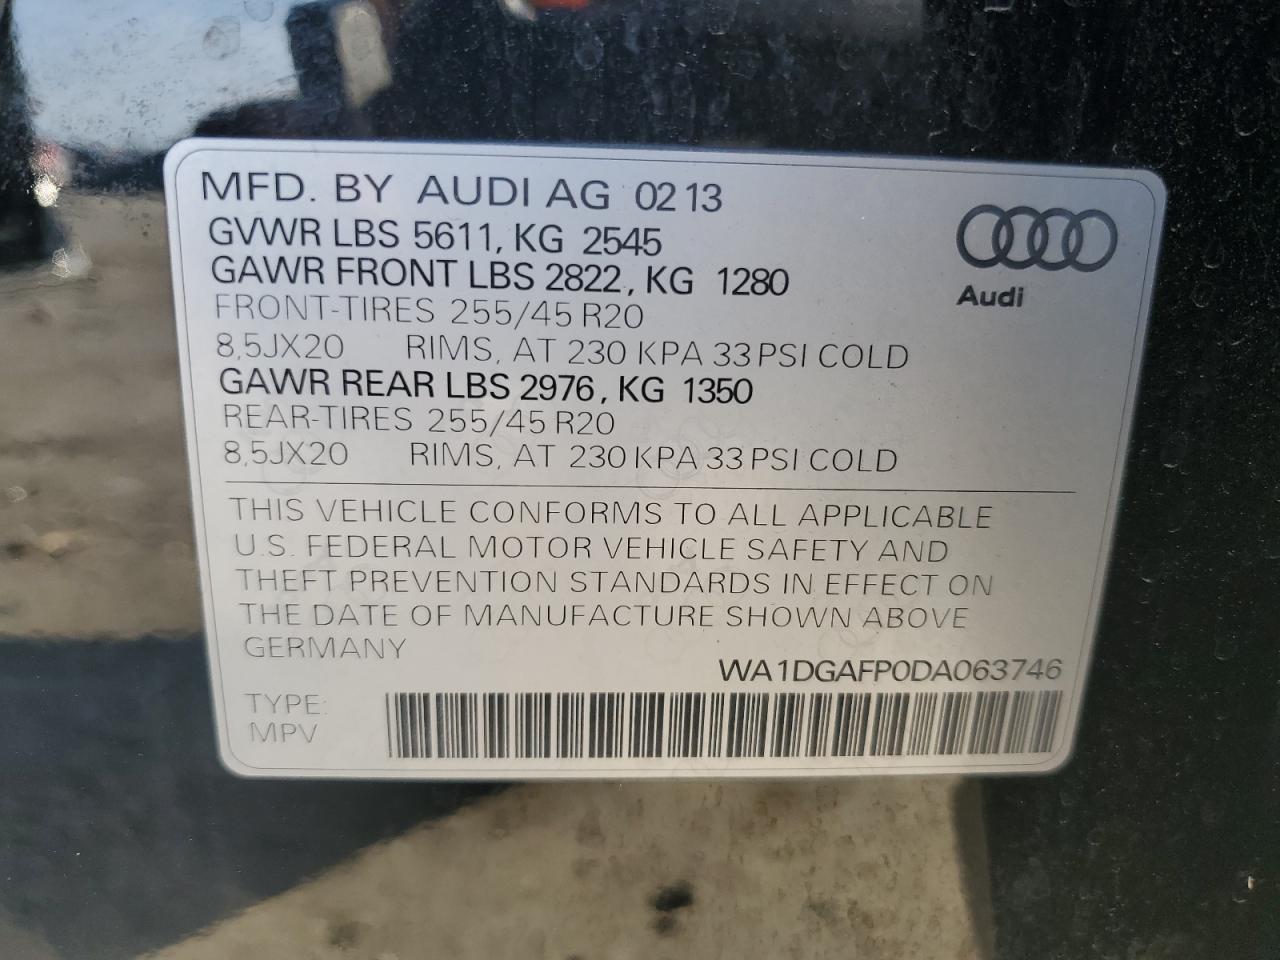 MFD. BY AUDI AG 02 13
GVWR LBS 5611, KG 2545
GAWR FRONT LBS 2822, KG 1280
FRONT-TIRES 255/45 R20
8,5JX20 RIMS, AT 230 KPA 33 PSI COLD
GAWR REAR LBS 2976, KG 1350
REAR-TIRES 255/45 R20
8,5JX20 RIMS, AT 230 KPA 33 PSI COLD
Audi
THIS VEHICLE CONFORMS TO ALL APPLICABLE
U.S. FEDERAL MOTOR VEHICLE SAFETY AND
THEFT PREVENTION STANDARDS IN EFFECT ON
THE DATE OF MANUFACTURE SHOWN ABOVE
GERMANY
WA1DGAFP0DA063746
TYPE:
MPV